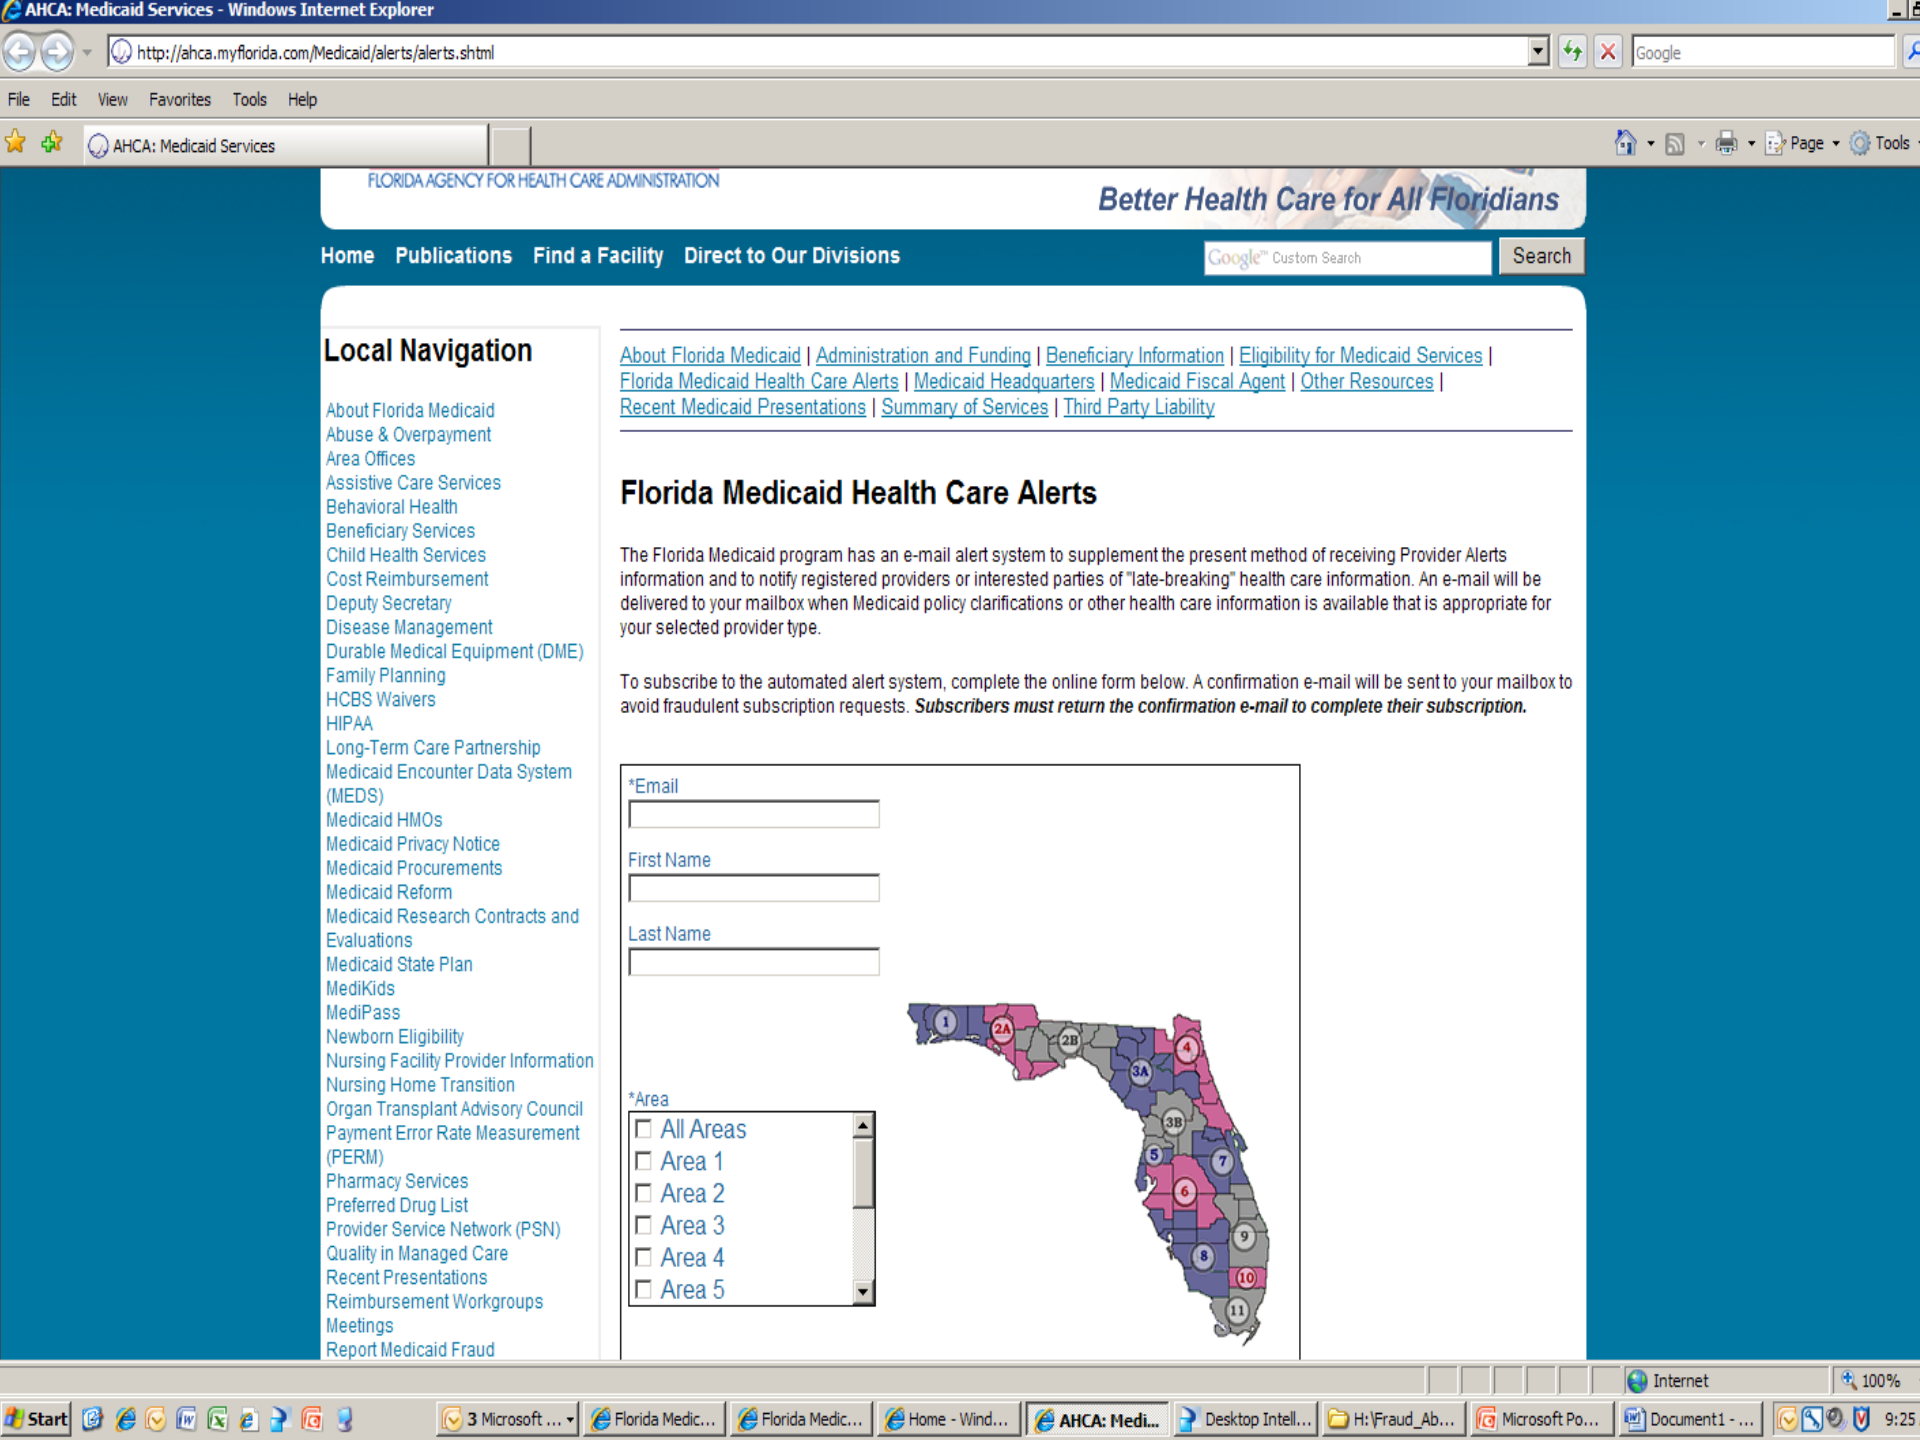 AHCA: Medicaid Services - Windows Internet Explorer
http://ahca.myflorida.com/Medicaid/alerts/alerts.shtml
Google
File Edit View Favorites Tools Help
AHCA: Medicaid Services
Page Tools
FLORIDA AGENCY FOR HEALTH CARE ADMINISTRATION
Better Health Care for All Floridians
Home Publications Find a Facility Direct to Our Divisions
Google™ Custom Search
Search
Local Navigation
About Florida Medicaid
Abuse & Overpayment
Area Offices
Assistive Care Services
Behavioral Health
Beneficiary Services
Child Health Services
Cost Reimbursement
Deputy Secretary
Disease Management
Durable Medical Equipment (DME)
Family Planning
HCBS Waivers
HIPAA
Long-Term Care Partnership
Medicaid Encounter Data System
(MEDS)
Medicaid HMOs
Medicaid Privacy Notice
Medicaid Procurements
Medicaid Reform
Medicaid Research Contracts and
Evaluations
Medicaid State Plan
MediKids
MediPass
Newborn Eligibility
Nursing Facility Provider Information
Nursing Home Transition
Organ Transplant Advisory Council
Payment Error Rate Measurement
(PERM)
Pharmacy Services
Preferred Drug List
Provider Service Network (PSN)
Quality in Managed Care
Recent Presentations
Reimbursement Workgroups
Meetings
Report Medicaid Fraud
About Florida Medicaid | Administration and Funding | Beneficiary Information | Eligibility for Medicaid Services |
Florida Medicaid Health Care Alerts | Medicaid Headquarters | Medicaid Fiscal Agent | Other Resources |
Recent Medicaid Presentations | Summary of Services | Third Party Liability
Florida Medicaid Health Care Alerts
The Florida Medicaid program has an e-mail alert system to supplement the present method of receiving Provider Alerts
information and to notify registered providers or interested parties of "late-breaking" health care information. An e-mail will be
delivered to your mailbox when Medicaid policy clarifications or other health care information is available that is appropriate for
your selected provider type.
To subscribe to the automated alert system, complete the online form below. A confirmation e-mail will be sent to your mailbox to
avoid fraudulent subscription requests. Subscribers must return the confirmation e-mail to complete their subscription.
*Email
First Name
Last Name
*Area
All Areas
Area 1
Area 2
Area 3
Area 4
Area 5
1
2A
2B
4
3A
3B
5
7
6
9
8
10
11
Internet
100%
Start
3 Microsoft ...
Florida Medic...
Florida Medic...
Home - Wind...
AHCA: Medi...
Desktop Intell...
H:\Fraud_Ab...
Microsoft Po...
Document1 - ...
9:25